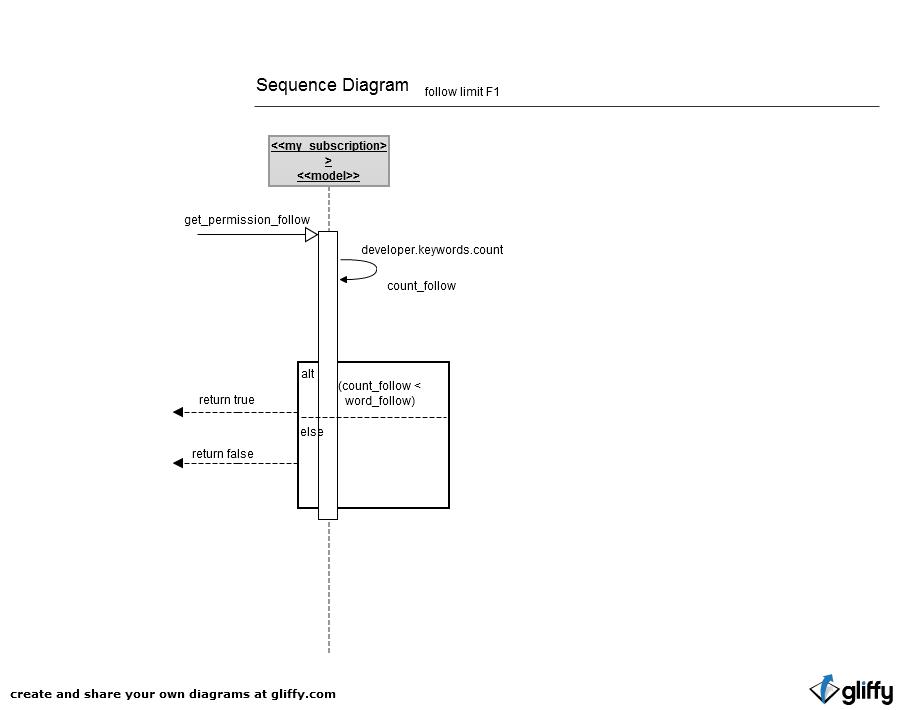 Sequence Diagram follow limit F1
<<my_subscription>
>
<<model>>
get_permission_follow
developer.keywords.count
count_follow
alt
(count_follow <
word_follow)
return true
else
return false
create and share your own diagrams at gliffy.com
gliffy